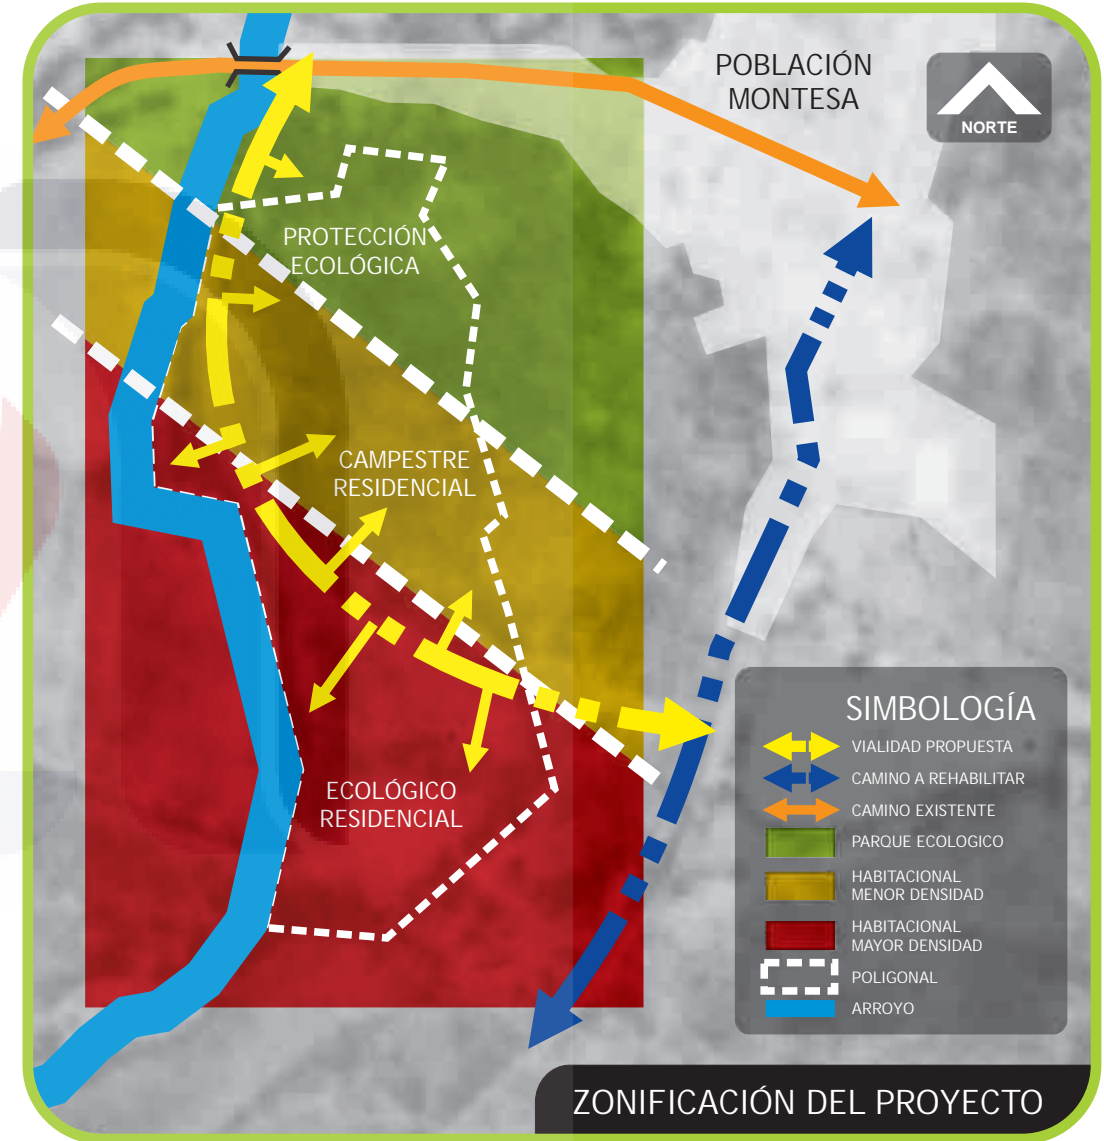 POBLACIÓN
MONTESA
NORTE
PROTECCIÓN
ECOLÓGICA
CAMPESTRE
RESIDENCIAL
ECOLÓGICO
RESIDENCIAL
SIMBOLOGÍA
VIALIDAD PROPUESTA
CAMINO A REHABILITAR
CAMINO EXISTENTE
PARQUE ECOLOGICO
HABITACIONAL
MENOR DENSIDAD
HABITACIONAL
MAYOR DENSIDAD
POLIGONAL
ARROYO
ZONIFICACIÓN DEL PROYECTO